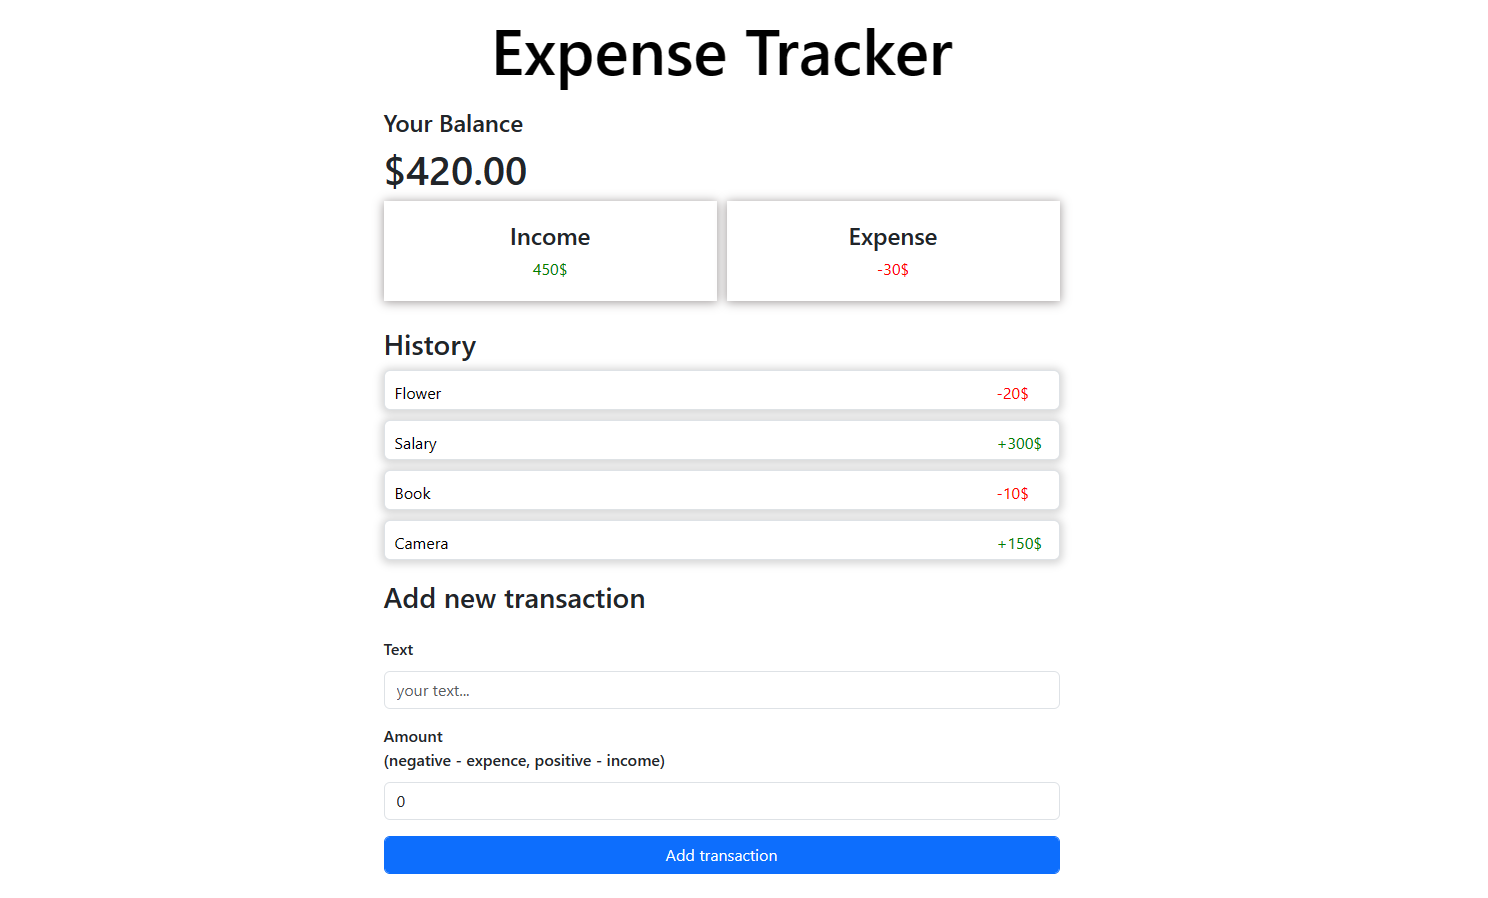 Expense Tracker
Your Balance
$420.00
Income
450$
Expense
-30$
History
Flower -20$
Salary +300$
Book -10$
Camera +150$
Add new transaction
Text
your text...
Amount
(negative - expence, positive - income)
0
Add transaction